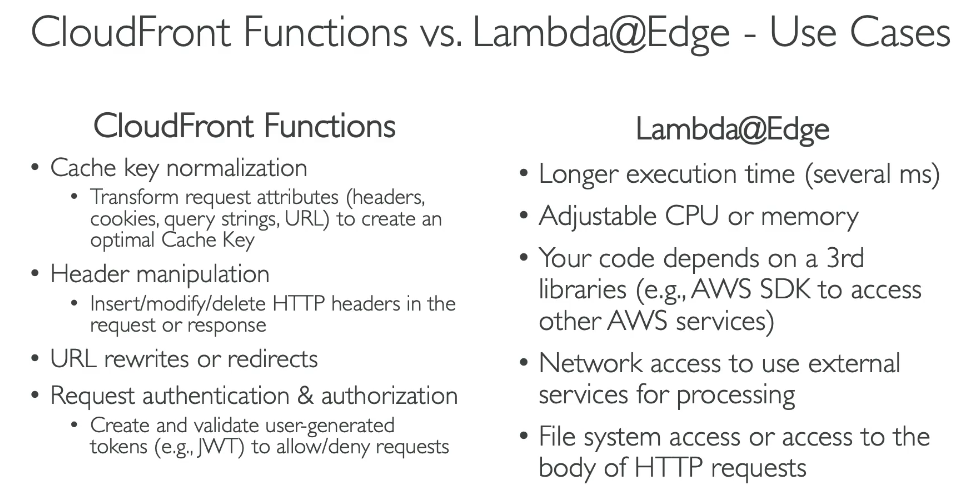 CloudFront Functions vs. Lambda@Edge - Use Cases
CloudFront Functions
• Cache key normalization
• Transform request attributes (headers,
cookies, query strings, URL) to create an
optimal Cache Key
• Header manipulation
• Insert/modify/delete HTTP headers in the
request or response
• URL rewrites or redirects
• Request authentication & authorization
• Create and validate user-generated
tokens (e.g., JWT) to allow/deny requests
Lambda@Edge
• Longer execution time (several ms)
• Adjustable CPU or memory
• Your code depends on a 3rd
libraries (e.g., AWS SDK to access
other AWS services)
• Network access to use external
services for processing
• File system access or access to the
body of HTTP requests